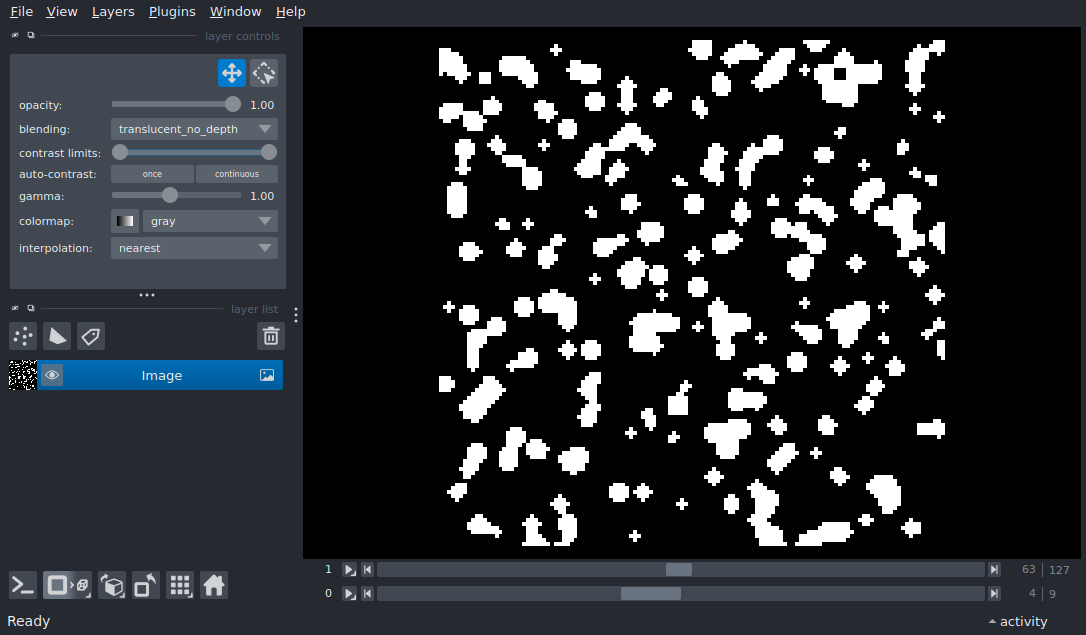 File View Layers Plugins Window Help
layer controls
opacity: 1.00
blending: translucent_no_depth
contrast limits:
auto-contrast: once continuous
gamma: 1.00
colormap: gray
interpolation: nearest
layer list
Image
1 63 127
0 4 9
Ready activity